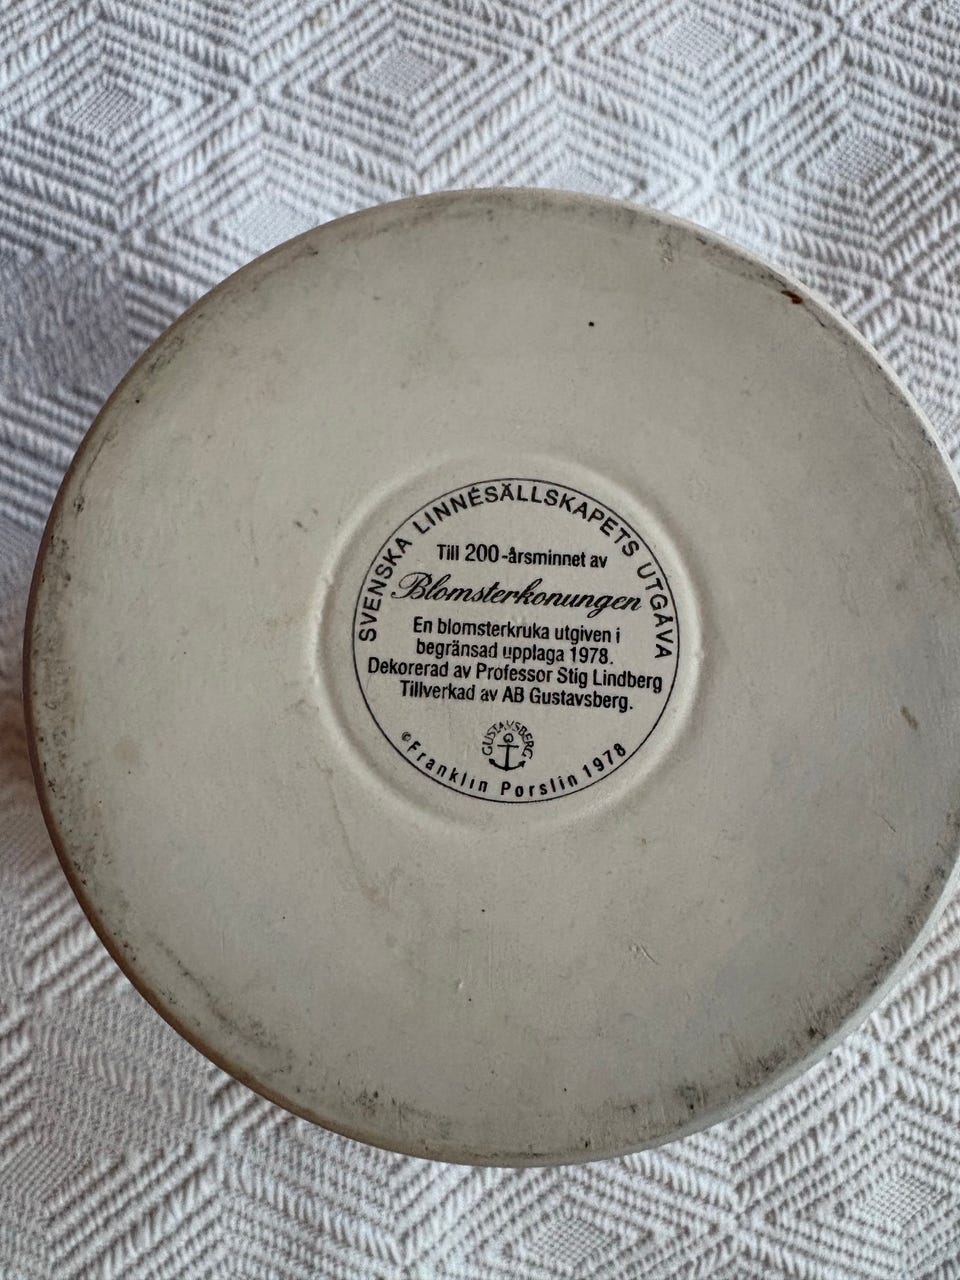 SVENSKA LINNÉSÄLLSKAPETS UTGÅVA
Till 200-årsminnet av
Blomsterkonungen
En blomsterkruka utgiven i
begränsad upplaga 1978.
Dekorerad av Professor Stig Lindberg
Tillverkad av AB Gustavsberg.
GUSTAVSBERG
©Franklin Porslin 1978